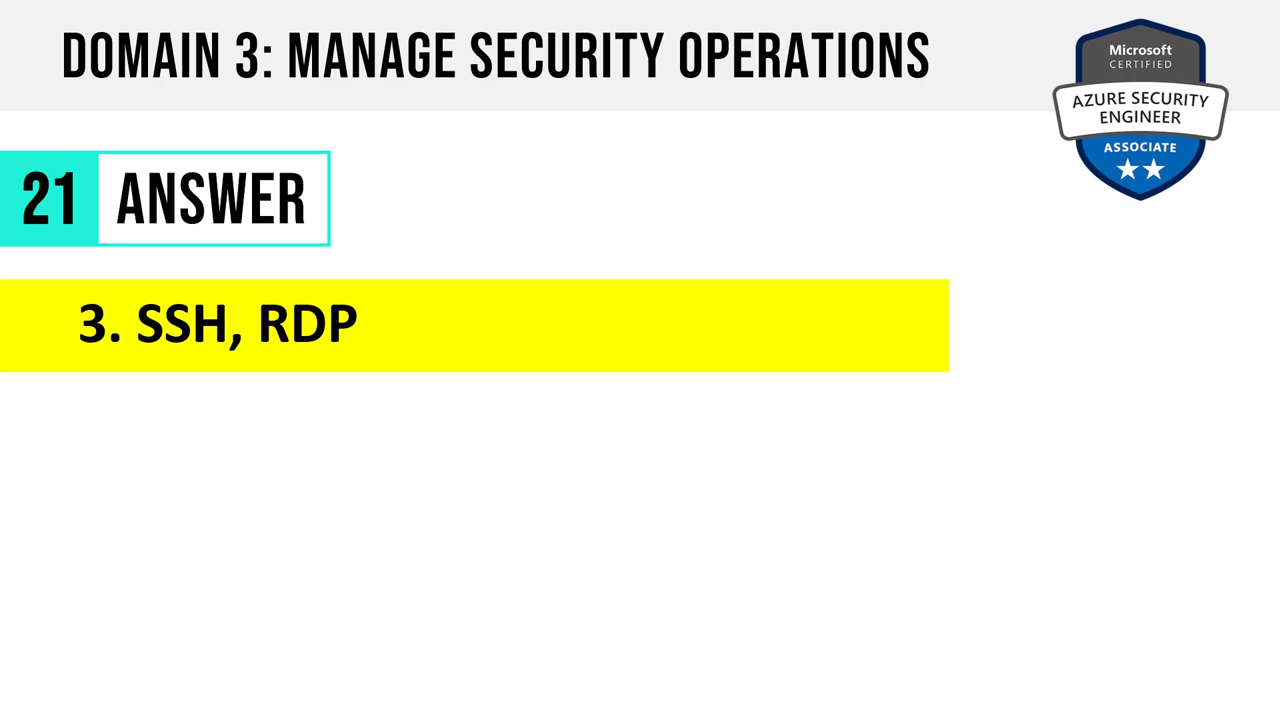 DOMAIN 3: MANAGE SECURITY OPERATIONS
Microsoft
CERTIFIED
AZURE SECURITY
ENGINEER
ASSOCIATE
21 ANSWER
3. SSH, RDP